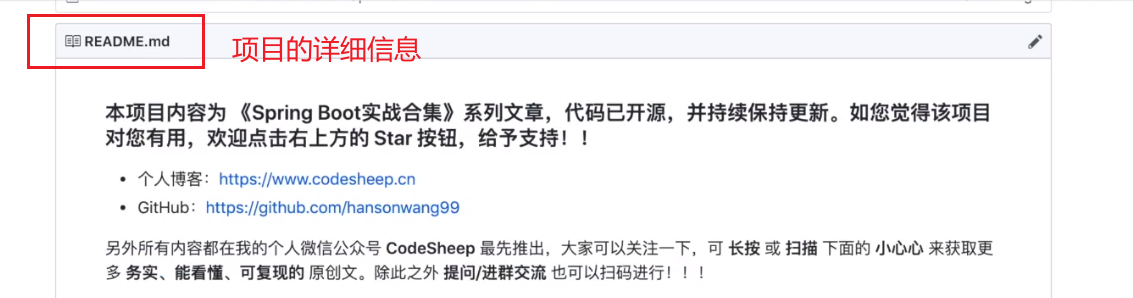 README.md
项目的详细信息
本项目内容为 《Spring Boot实战合集》系列文章，代码已开源，并持续保持更新。如您觉得该项目
对您有用，欢迎点击右上方的 Star 按钮，给予支持！！
• 个人博客：https://www.codesheep.cn
• GitHub：https://github.com/hansonwang99
另外所有内容都在我的个人微信公众号 CodeSheep 最先推出，大家可以关注一下，可 长按 或 扫描 下面的 小心心 来获取更
多 务实、能看懂、可复现的 原创文。除此之外 提问/进群交流 也可以扫码进行！！！